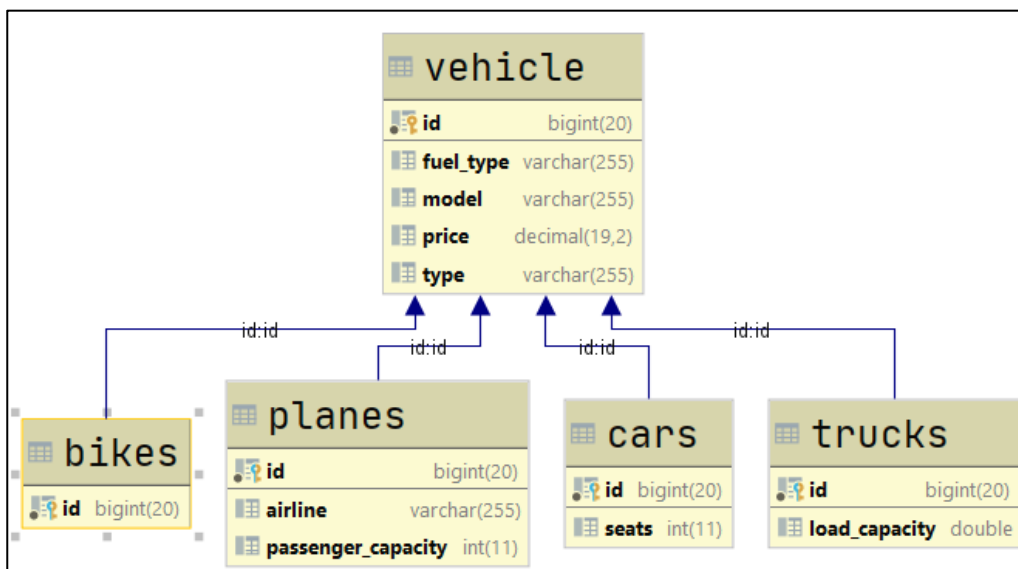 vehicle
id bigint(20)
fuel_type varchar(255)
model varchar(255)
price decimal(19,2)
type varchar(255)
id:id
id:id
id:id
id:id
bikes
id bigint(20)
planes
id bigint(20)
airline varchar(255)
passenger_capacity int(11)
cars
id bigint(20)
seats int(11)
trucks
id bigint(20)
load_capacity double